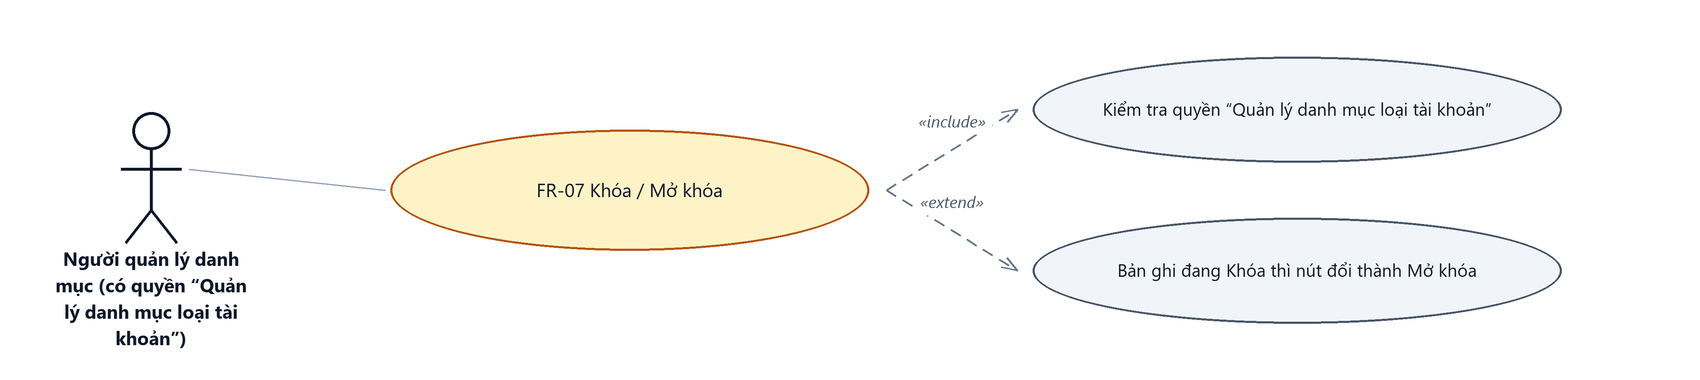 Người quản lý danh
mục (có quyền “Quản
lý danh mục loại tài
khoản”)
FR-07 Khóa / Mở khóa
«include»
«extend»
Kiểm tra quyền “Quản lý danh mục loại tài khoản”
Bản ghi đang Khóa thì nút đổi thành Mở khóa